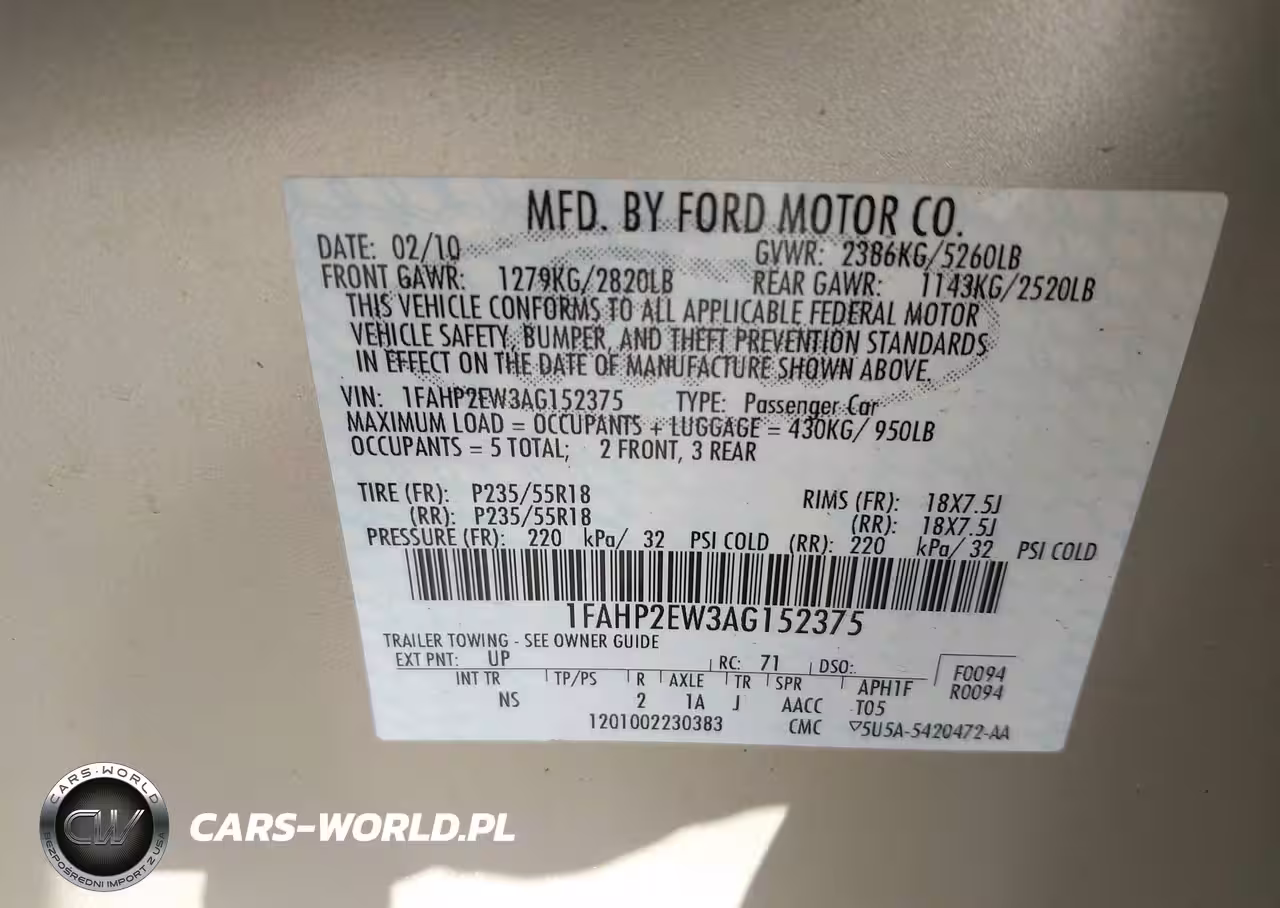 MFD. BY FORD MOTOR CO.
DATE: 02/10 GVWR: 2386KG/5260LB
FRONT GAWR: 1279KG/2820LB REAR GAWR: 1143KG/2520LB
THIS VEHICLE CONFORMS TO ALL APPLICABLE FEDERAL MOTOR
VEHICLE SAFETY, BUMPER, AND THEFT PREVENTION STANDARDS
IN EFFECT ON THE DATE OF MANUFACTURE SHOWN ABOVE.
VIN: 1FAHP2EW3AG152375 TYPE: Passenger Car
MAXIMUM LOAD = OCCUPANTS + LUGGAGE = 430KG/ 950LB
OCCUPANTS = 5 TOTAL; 2 FRONT, 3 REAR
TIRE (FR): P235/55R18 RIMS (FR): 18X7.5J
(RR): P235/55R18 (RR): 18X7.5J
PRESSURE (FR): 220 kPa/ 32 PSI COLD (RR): 220 kPa/ 32 PSI COLD
1FAHP2EW3AG152375
TRAILER TOWING - SEE OWNER GUIDE
EXT PNT: UP RC: 71 DSO: F0094
INT TR TP/PS R AXLE TR SPR APH1F R0094
NS 2 1A J AACC T05
1201002230383 CMC ▽5U5A-5420472-AA
CARS-WORLD
CW
BEZPOŚREDNI IMPORT Z USA
CARS-WORLD.PL